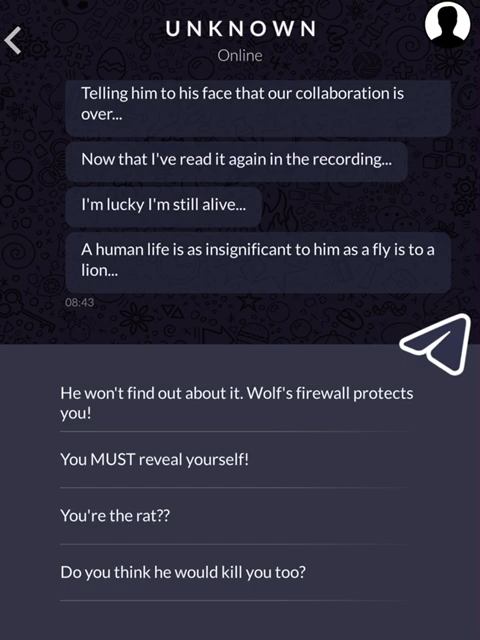 UNKNOWN
Online
Telling him to his face that our collaboration is
over...
Now that I've read it again in the recording...
I'm lucky I'm still alive...
A human life is as insignificant to him as a fly is to a
lion...
08:43
He won't find out about it. Wolf's firewall protects
you!
You MUST reveal yourself!
You're the rat??
Do you think he would kill you too?